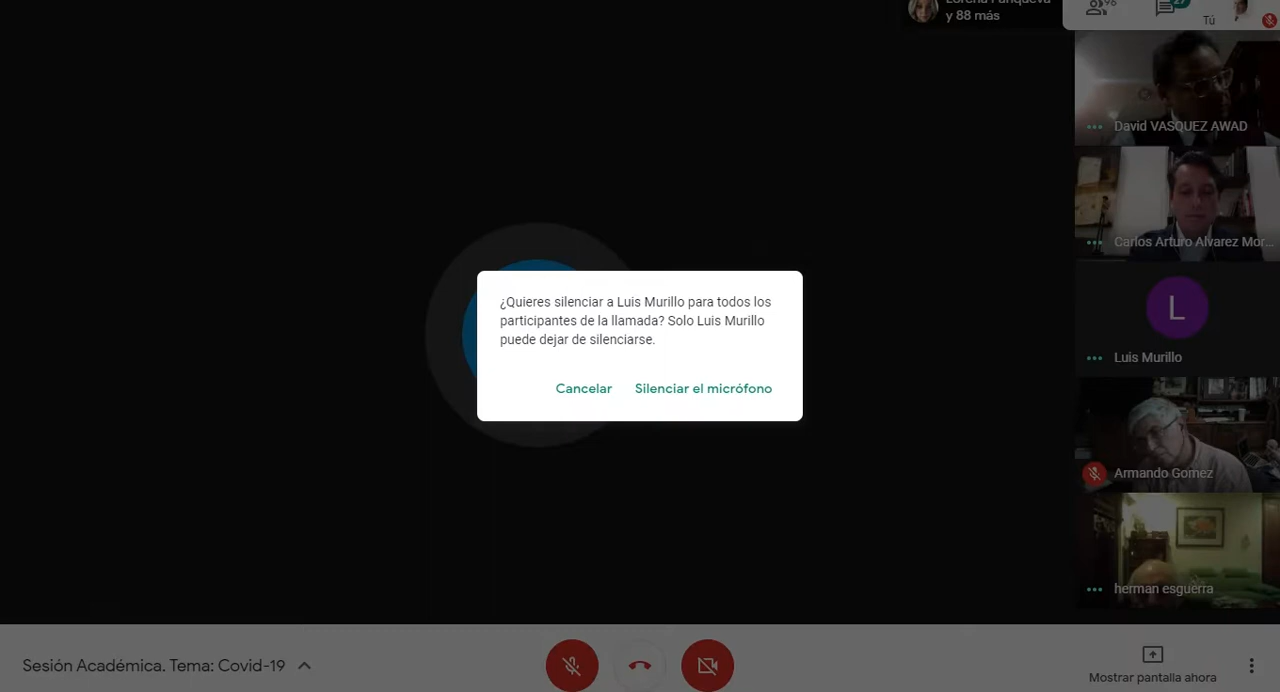 y 88 más
96
27
Tú
David VASQUEZ AWAD
Carlos Arturo Alvarez Mor...
¿Quieres silenciar a Luis Murillo para todos los
participantes de la llamada? Solo Luis Murillo
puede dejar de silenciarse.
Cancelar
Silenciar el micrófono
L
Luis Murillo
Armando Gomez
herman esguerra
Sesión Académica. Tema: Covid-19
Mostrar pantalla ahora